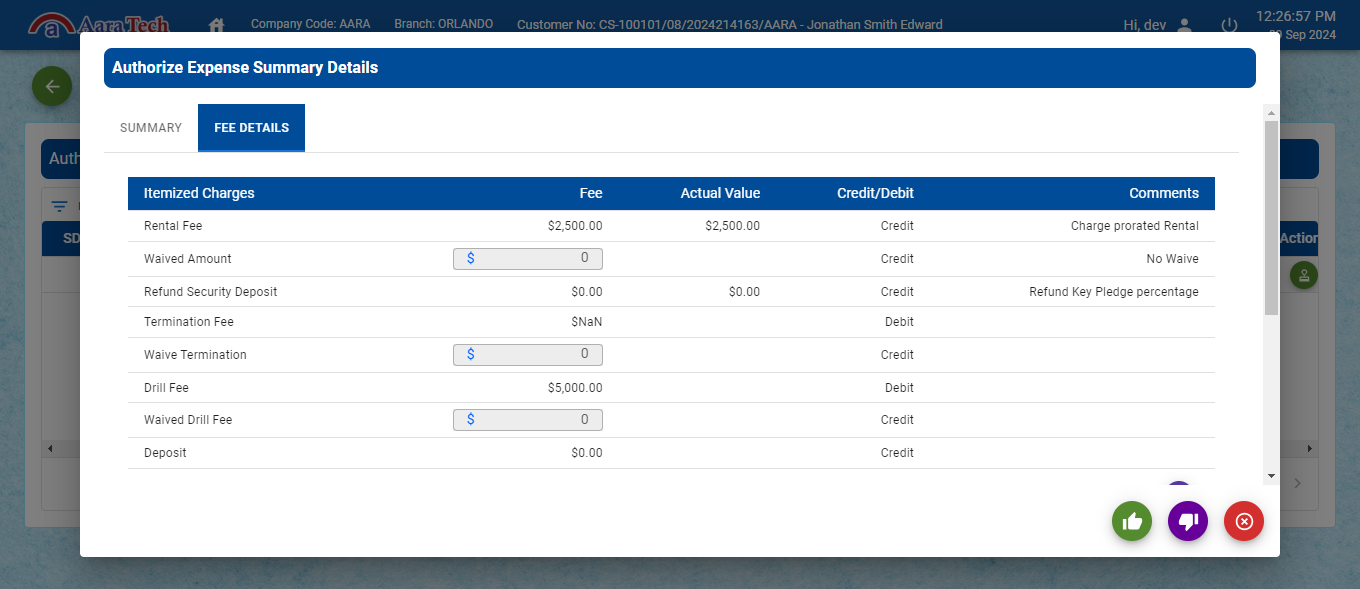 AaraTech
Company Code: AARA Branch: ORLANDO Customer No: CS-100101/08/2024214163/AARA - Jonathan Smith Edward Hi, dev 12:26:57 PM
Sep 2024
Authorize Expense Summary Details
SUMMARY FEE DETAILS
Auth
Itemized Charges Fee Actual Value Credit/Debit Comments
Rental Fee $2,500.00 $2,500.00 Credit Charge prorated Rental
SD Action
Waived Amount $ 0 Credit No Waive
Refund Security Deposit $0.00 $0.00 Credit Refund Key Pledge percentage
Termination Fee $NaN Debit
Waive Termination $ 0 Credit
Drill Fee $5,000.00 Debit
Waived Drill Fee $ 0 Credit
Deposit $0.00 Credit